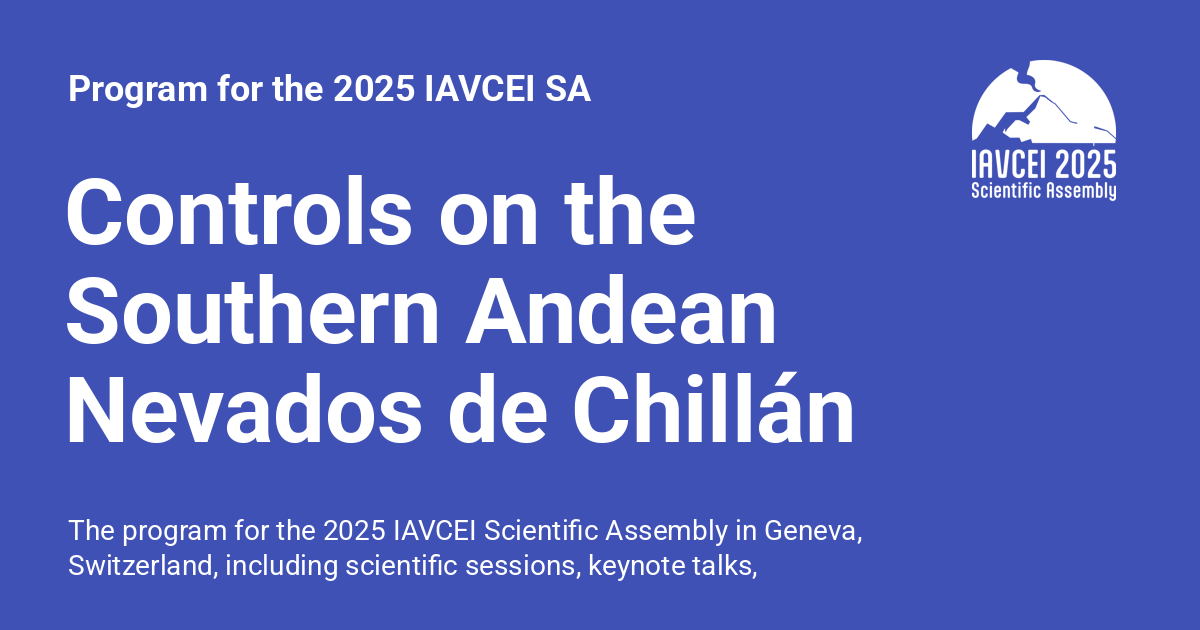 Program for the 2025 IAVCEI SA
IAVCEI 2025
Scientific Assembly
Controls on the
Southern Andean
Nevados de Chillán
The program for the 2025 IAVCEI Scientific Assembly in Geneva,
Switzerland, including scientific sessions, keynote talks,